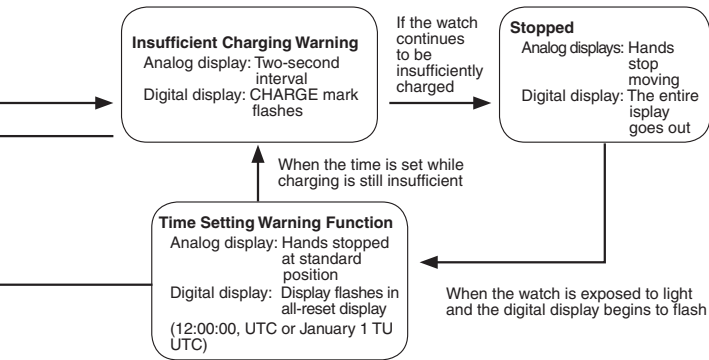 Insufficient Charging Warning
Analog display: Two-second
interval
Digital display: CHARGE mark
flashes
If the watch
continues
to be
insufficiently
charged
Stopped
Analog displays: Hands
stop
moving
Digital display: The entire
isplay
goes out
When the time is set while
charging is still insufficient
Time Setting Warning Function
Analog display: Hands stopped
at standard
position
Digital display: Display flashes in
all-reset display
(12:00:00, UTC or January 1 TU
UTC)
When the watch is exposed to light
and the digital display begins to flash